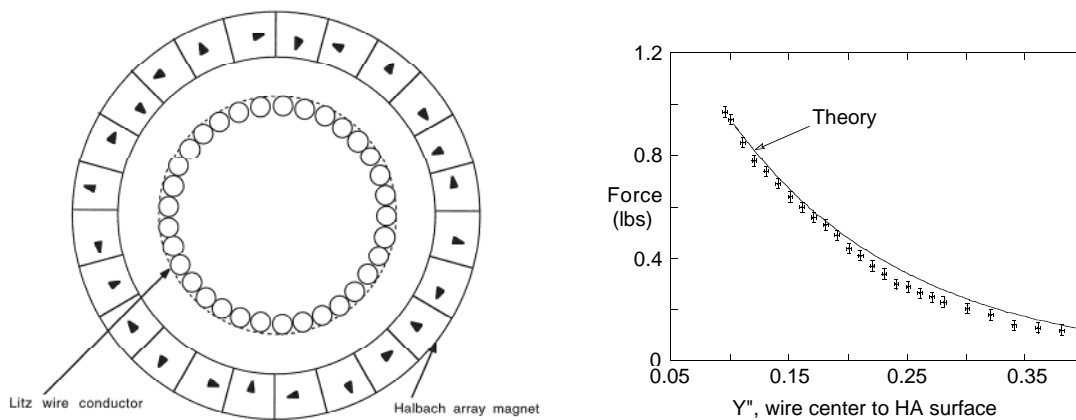 Litz wire conductor
Halbach array magnet
1.2
0.8
Force
(lbs)
0.4
0
Theory
0.05
0.15
0.25
0.35
Y", wire center to HA surface